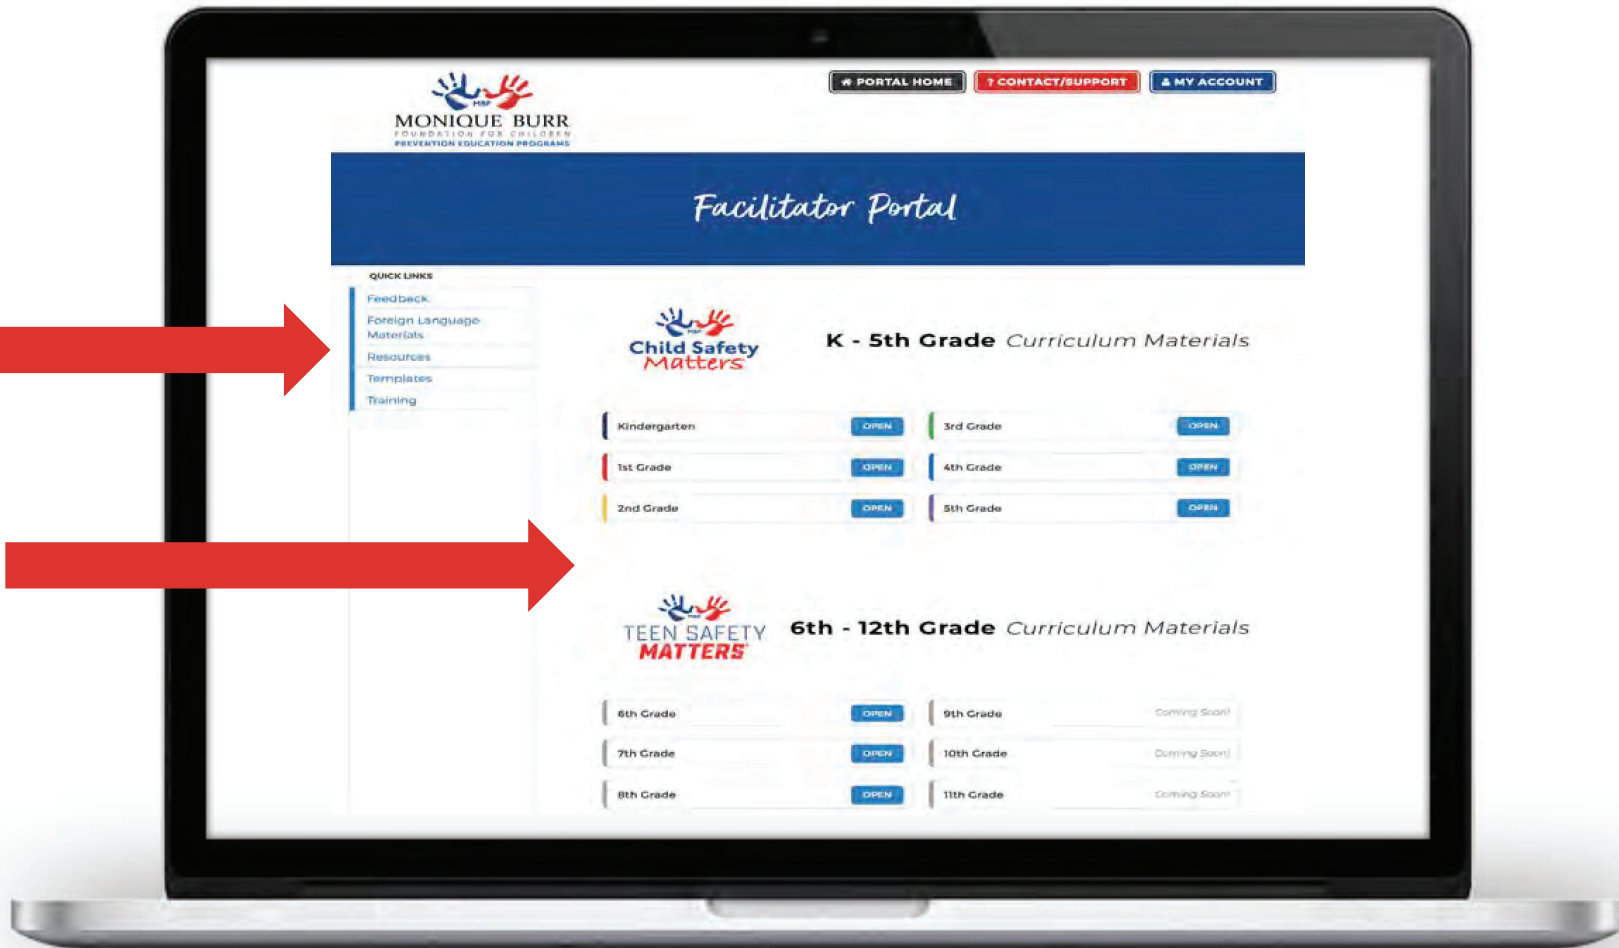 MBF
MONIQUE BURR
FOUNDATION FOR CHILDREN
PREVENTION EDUCATION PROGRAMS
PORTAL HOME
? CONTACT/SUPPORT
MY ACCOUNT
Facilitator Portal
QUICK LINKS
Feedback
Foreign Language
Materials
Resources
Templates
Training
MBF
Child Safety
Matters
K - 5th Grade Curriculum Materials
Kindergarten OPEN
3rd Grade OPEN
1st Grade OPEN
4th Grade OPEN
2nd Grade OPEN
5th Grade OPEN
MBF
TEEN SAFETY
MATTERS
6th - 12th Grade Curriculum Materials
6th Grade OPEN
9th Grade Coming Soon!
7th Grade OPEN
10th Grade Coming Soon!
8th Grade OPEN
11th Grade Coming Soon!